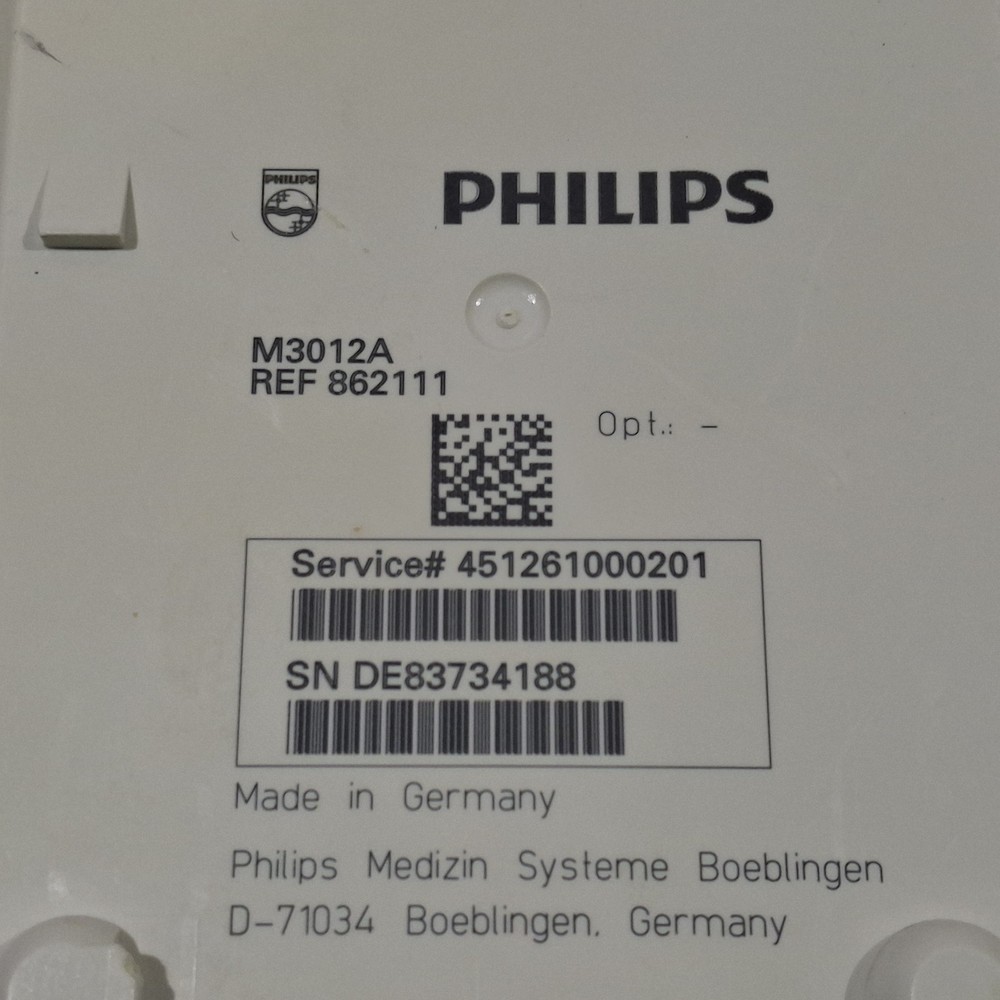 PHILIPS
PHILIPS
M3012A
REF 862111
Opt.: -
Service# 451261000201
SN DE83734188
Made in Germany
Philips Medizin Systeme Boeblingen
D-71034 Boeblingen. Germany